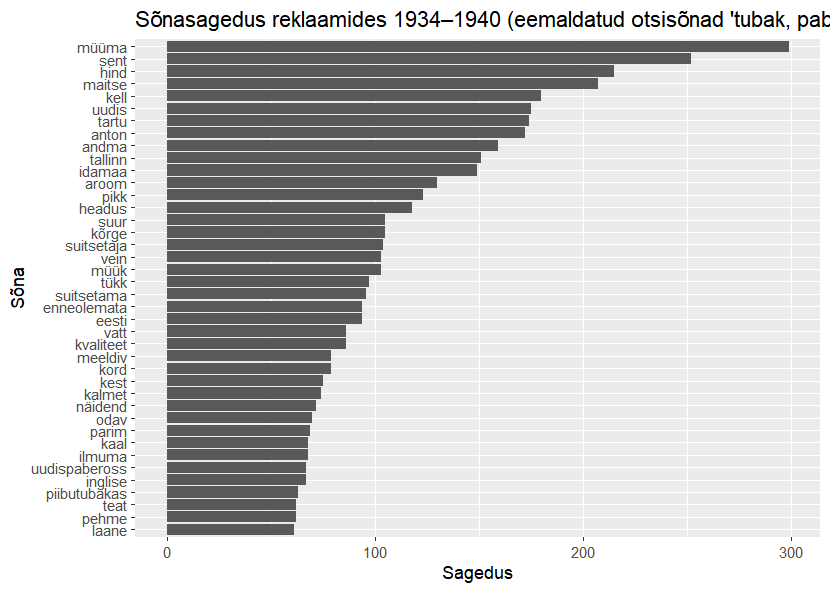 Sõnasagedus reklaamides 1934–1940 (eemaldatud otsisõnad 'tubak, pab
müüma
sent
hind
maitse
kell
uudis
tartu
anton
andma
tallinn
idamaa
aroom
pikk
headus
suur
kõrge
suitsetaja
vein
müük
tükk
suitsetama
enneolemata
eesti
vatt
kvaliteet
meeldiv
kord
kest
kalmet
näidend
odav
parim
kaal
ilmuma
uudispabeross
inglise
piibutubakas
teat
pehme
laane
Sõna
0 100 200 300
Sagedus